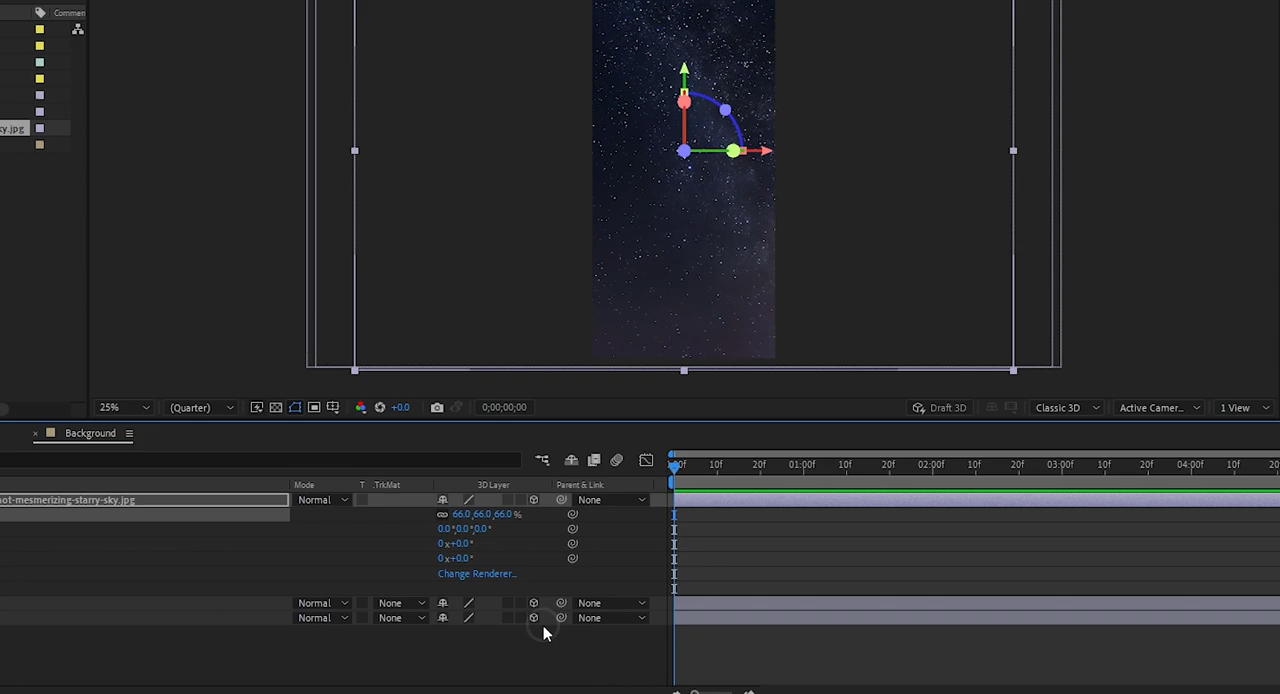 Commen
ky.jpg
25%
(Quarter)
+0.0
0;00;00;00
Draft 3D
Classic 3D
Active Camer...
1 View
× Background
Mode T .TrkMat 3D Layer Parent & Link
:00f 10f 20f 01:00f 10f 20f 02:00f 10f 20f 03:00f 10f 20f 04:00f 10f 20
hot-mesmerizing-starry-sky.jpg Normal None
66.0,66.0,66.0 %
0.0°,0.0°,0.0°
0 x+0.0°
0 x+0.0°
Change Renderer...
Normal None None
Normal None None